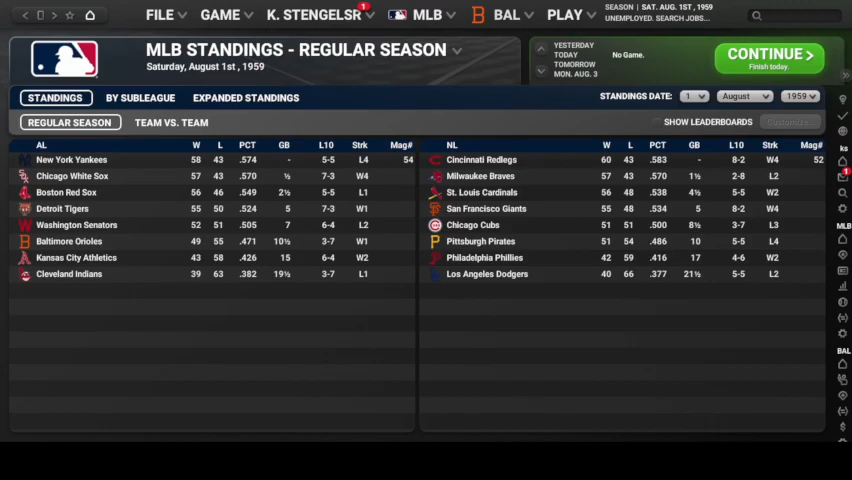 FILE GAME K. STENGELSR 1 MLB BAL PLAY
SEASON | SAT. AUG. 1ST , 1959
UNEMPLOYED. SEARCH JOBS...
MLB STANDINGS - REGULAR SEASON
Saturday, August 1st , 1959
YESTERDAY
TODAY
TOMORROW
MON. AUG. 3
No Game.
CONTINUE >
Finish today.
STANDINGS BY SUBLEAGUE EXPANDED STANDINGS
STANDINGS DATE: 1 August 1959
REGULAR SEASON TEAM VS. TEAM
SHOW LEADERBOARDS Customize...
AL W L PCT GB L10 Strk Mag#
New York Yankees 58 43 .574 - 5-5 L4 54
Chicago White Sox 57 43 .570 ½ 7-3 W4
Boston Red Sox 56 46 .549 2½ 5-5 L1
Detroit Tigers 55 50 .524 5 7-3 W1
Washington Senators 52 51 .505 7 6-4 L2
Baltimore Orioles 49 55 .471 10½ 3-7 W1
Kansas City Athletics 43 58 .426 15 6-4 W2
Cleveland Indians 39 63 .382 19½ 3-7 L1
NL W L PCT GB L10 Strk Mag#
Cincinnati Redlegs 60 43 .583 - 8-2 W4 52
Milwaukee Braves 57 43 .570 1½ 2-8 L2
St. Louis Cardinals 56 48 .538 4½ 5-5 W2
San Francisco Giants 55 48 .534 5 8-2 W4
Chicago Cubs 51 51 .500 8½ 3-7 L3
Pittsburgh Pirates 51 54 .486 10 5-5 L4
Philadelphia Phillies 42 59 .416 17 4-6 W2
Los Angeles Dodgers 40 66 .377 21½ 5-5 L2
ks
1
MLB
BAL